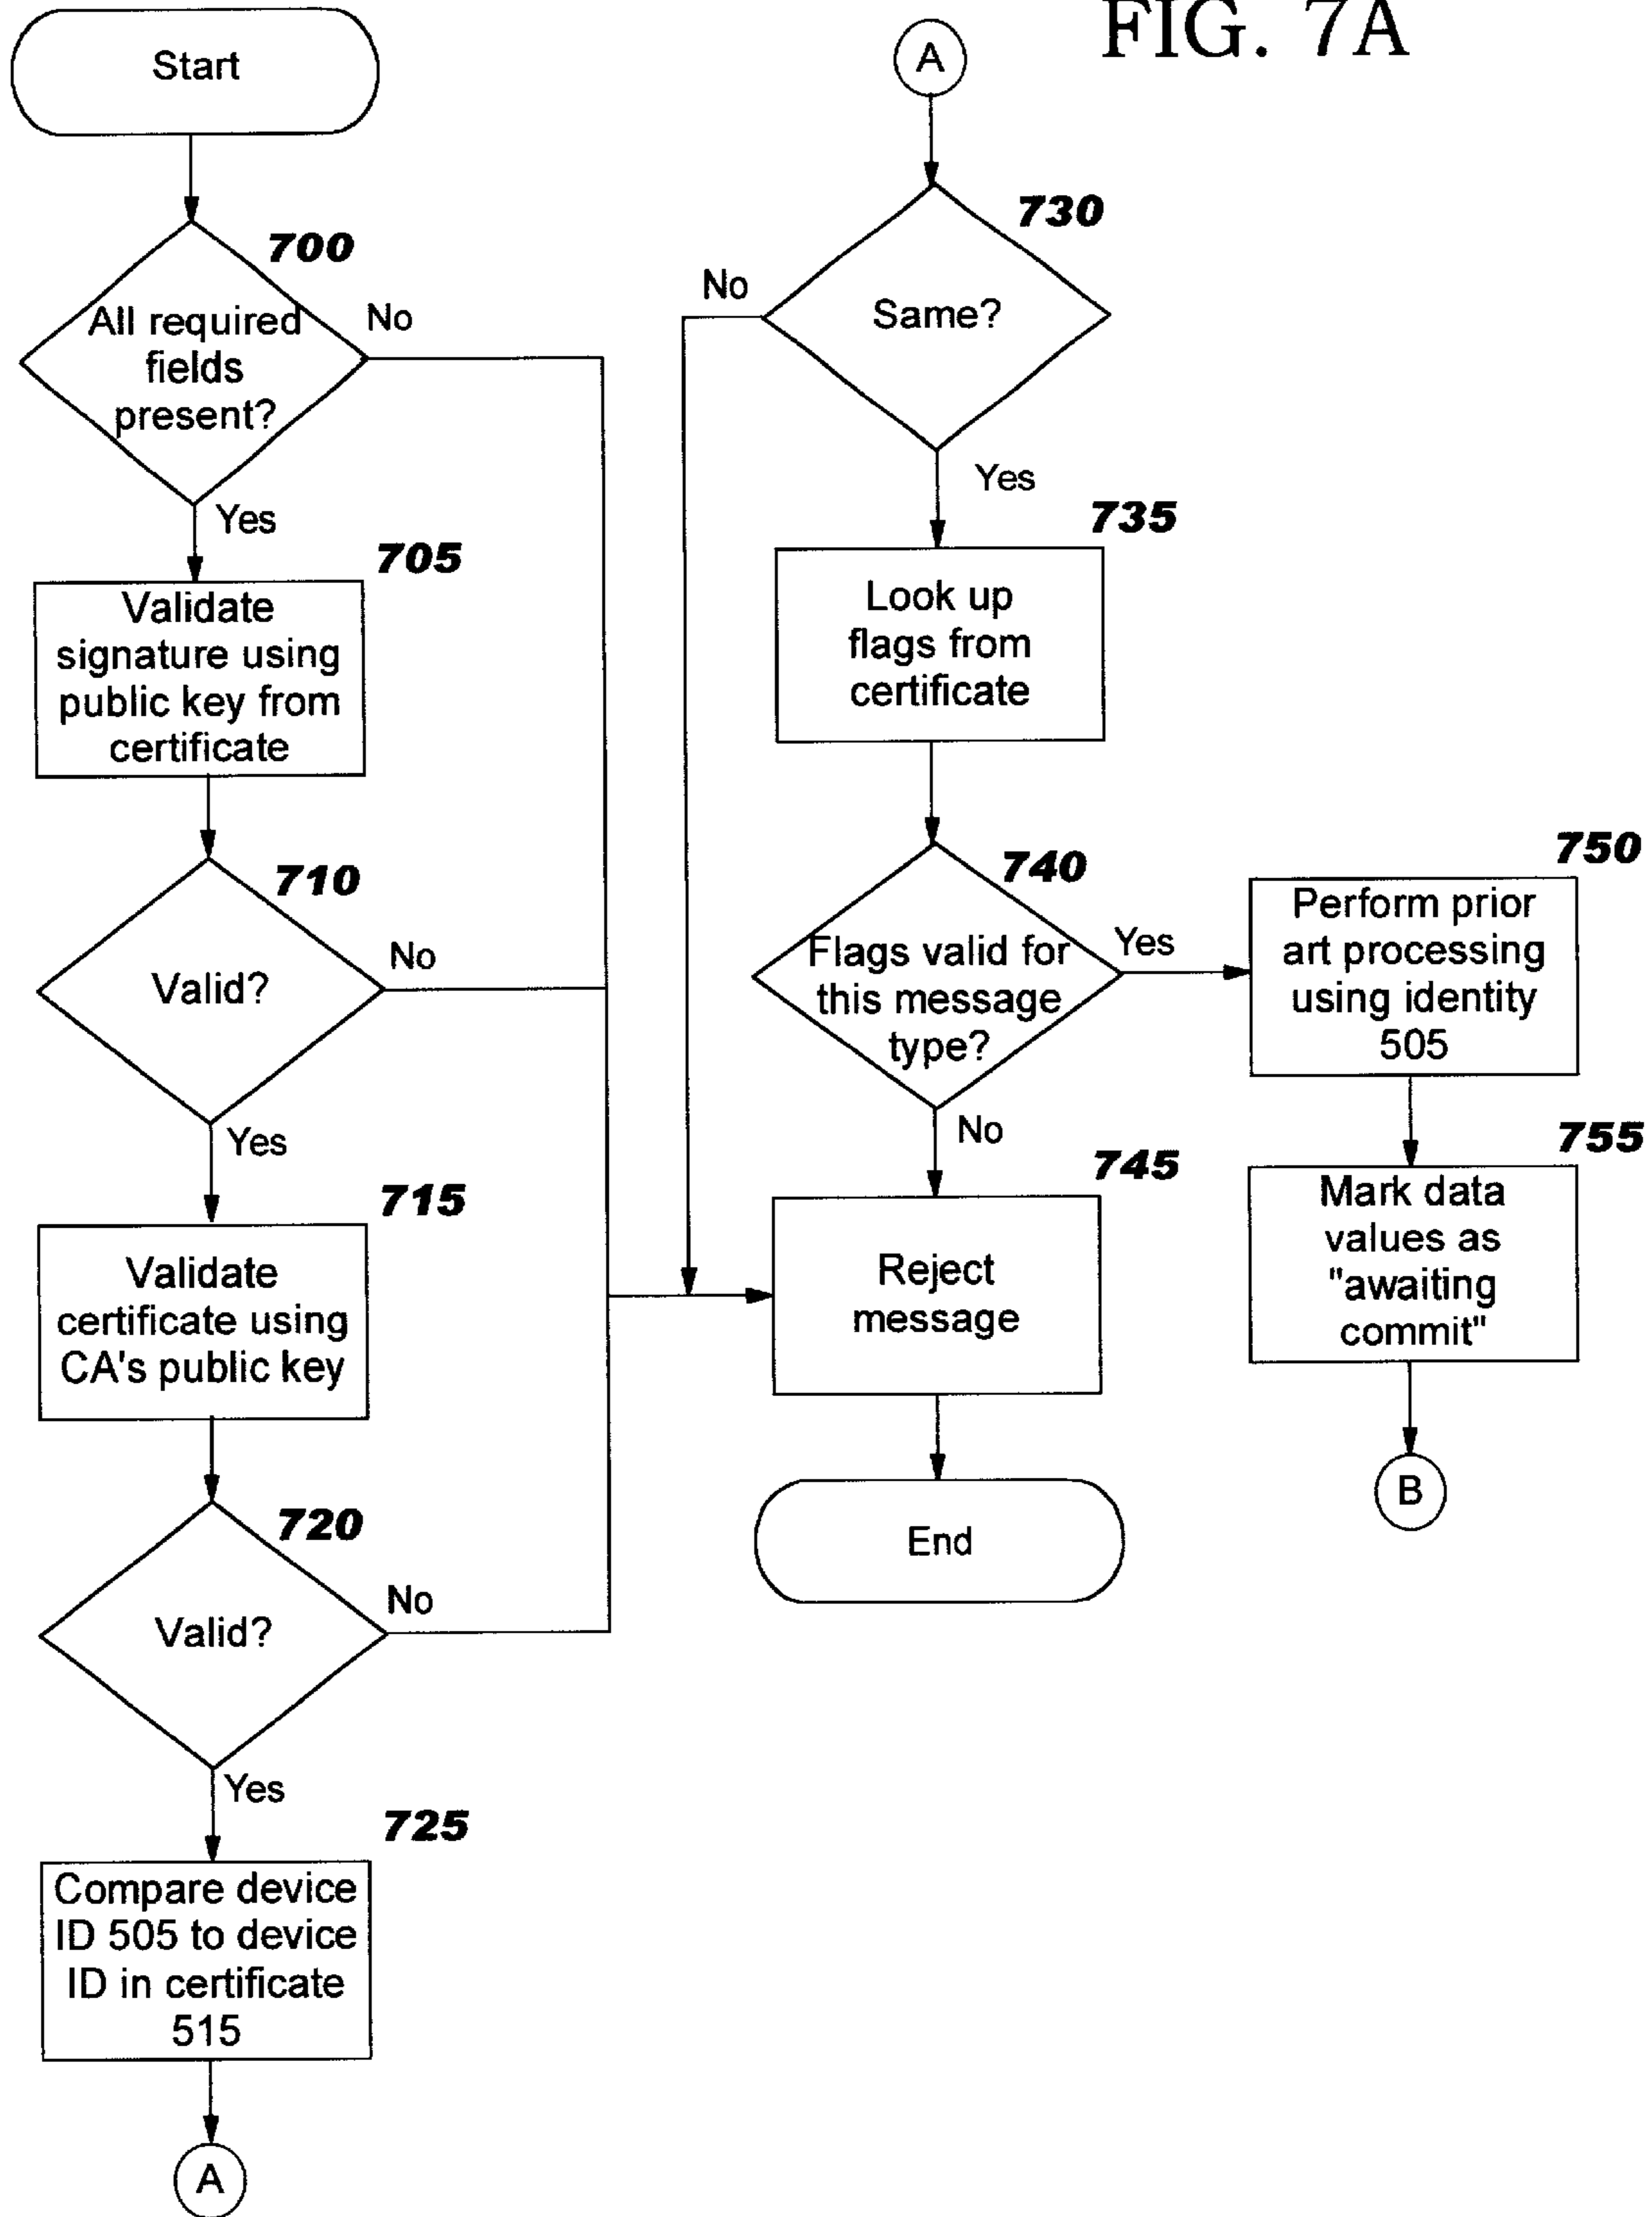 FIG. 7A
Start
700
All required
fields
present?
No
Yes
705
Validate
signature using
public key from
certificate
710
Valid?
No
Yes
715
Validate
certificate using
CA's public key
720
Valid?
No
Yes
725
Compare device
ID 505 to device
ID in certificate
515
A
A
730
Same?
No
Yes
735
Look up
flags from
certificate
740
Flags valid for
this message
type?
Yes
No
745
Reject
message
End
750
Perform prior
art processing
using identity
505
755
Mark data
values as
"awaiting
commit"
B